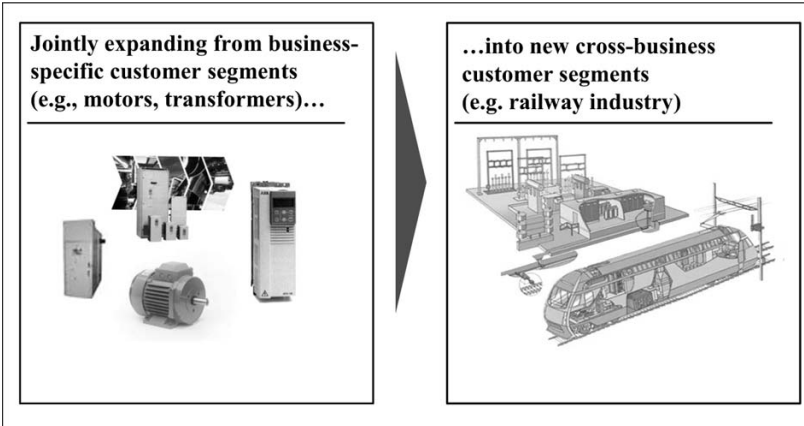 Jointly expanding from business-
specific customer segments
(e.g., motors, transformers)…
…into new cross-business
customer segments
(e.g. railway industry)